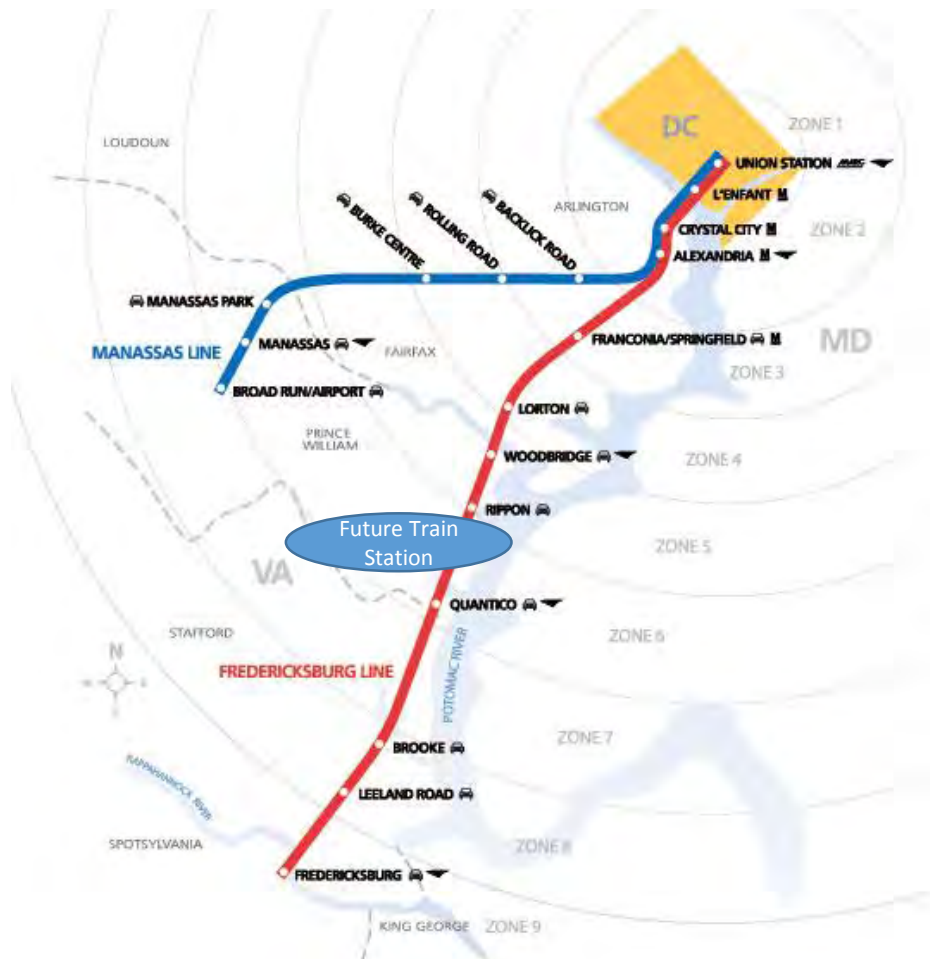 LOUDOUN
DC
ZONE 1
UNION STATION
L'ENFANT M
ARLINGTON
CRYSTAL CITY M
ZONE 2
ALEXANDRIA M
BURKE CENTRE
ROLLING ROAD
BACKLICK ROAD
MANASSAS PARK
MANASSAS
MANASSAS LINE
FAIRFAX
FRANCONIA/SPRINGFIELD M
MD
ZONE 3
BROAD RUN/AIRPORT
LORTON
PRINCE
WILLIAM
WOODBRIDGE
ZONE 4
RIPPON
Future Train
Station
ZONE 5
VA
QUANTICO
STAFFORD
ZONE 6
N
FREDERICKSBURG LINE
POTOMAC RIVER
BROOKE
ZONE 7
RAPPAHANNOCK RIVER
LEELAND ROAD
SPOTSYLVANIA
ZONE 8
FREDERICKSBURG
KING GEORGE
ZONE 9